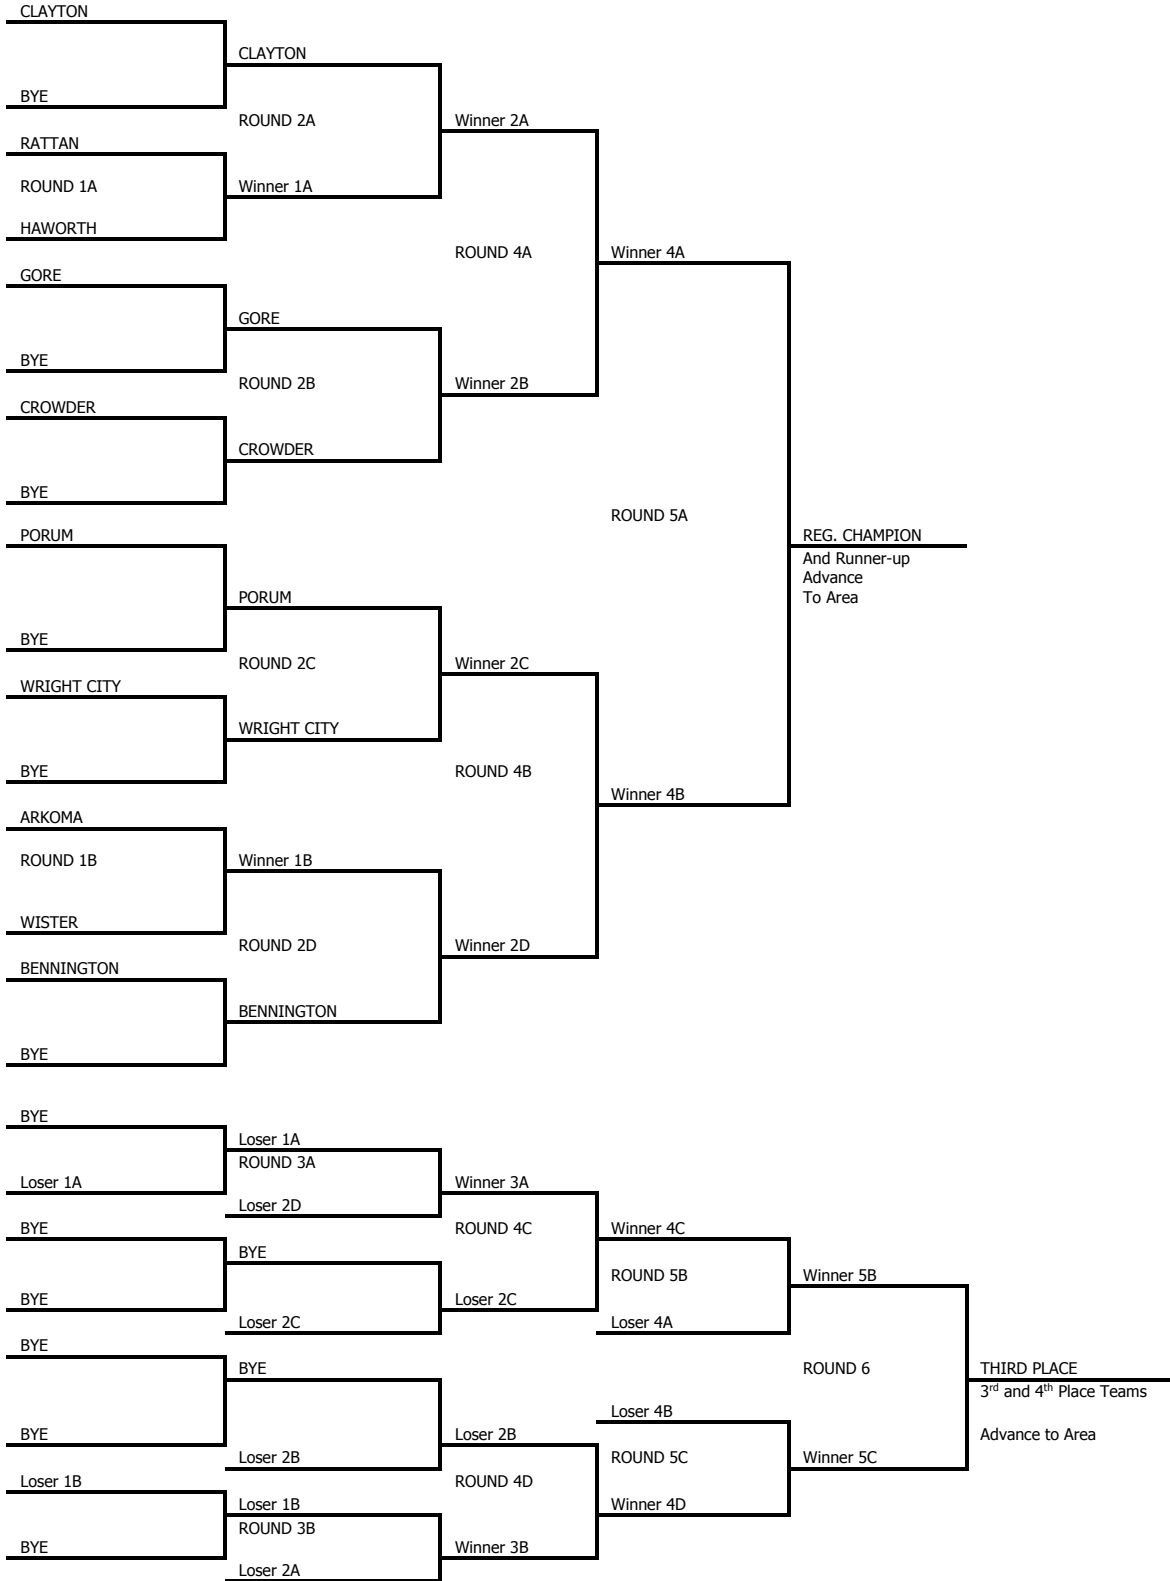 CLAYTON
CLAYTON
BYE
ROUND 2A
Winner 2A
RATTAN
ROUND 1A
Winner 1A
HAWORTH
ROUND 4A
Winner 4A
GORE
GORE
BYE
ROUND 2B
Winner 2B
CROWDER
CROWDER
BYE
ROUND 5A
PORUM
REG. CHAMPION
And Runner-up
Advance
To Area
PORUM
BYE
ROUND 2C
Winner 2C
WRIGHT CITY
WRIGHT CITY
BYE
ROUND 4B
Winner 4B
ARKOMA
ROUND 1B
Winner 1B
WISTER
ROUND 2D
Winner 2D
BENNINGTON
BENNINGTON
BYE
BYE
Loser 1A
ROUND 3A
Loser 1A
Winner 3A
Loser 2D
BYE
ROUND 4C
Winner 4C
BYE
ROUND 5B
Winner 5B
BYE
Loser 2C
Loser 2C
Loser 4A
BYE
BYE
ROUND 6
THIRD PLACE
3rd and 4th Place Teams
Loser 4B
BYE
Loser 2B
Advance to Area
Loser 2B
ROUND 5C
Winner 5C
Loser 1B
ROUND 4D
Loser 1B
Winner 4D
ROUND 3B
BYE
Winner 3B
Loser 2A